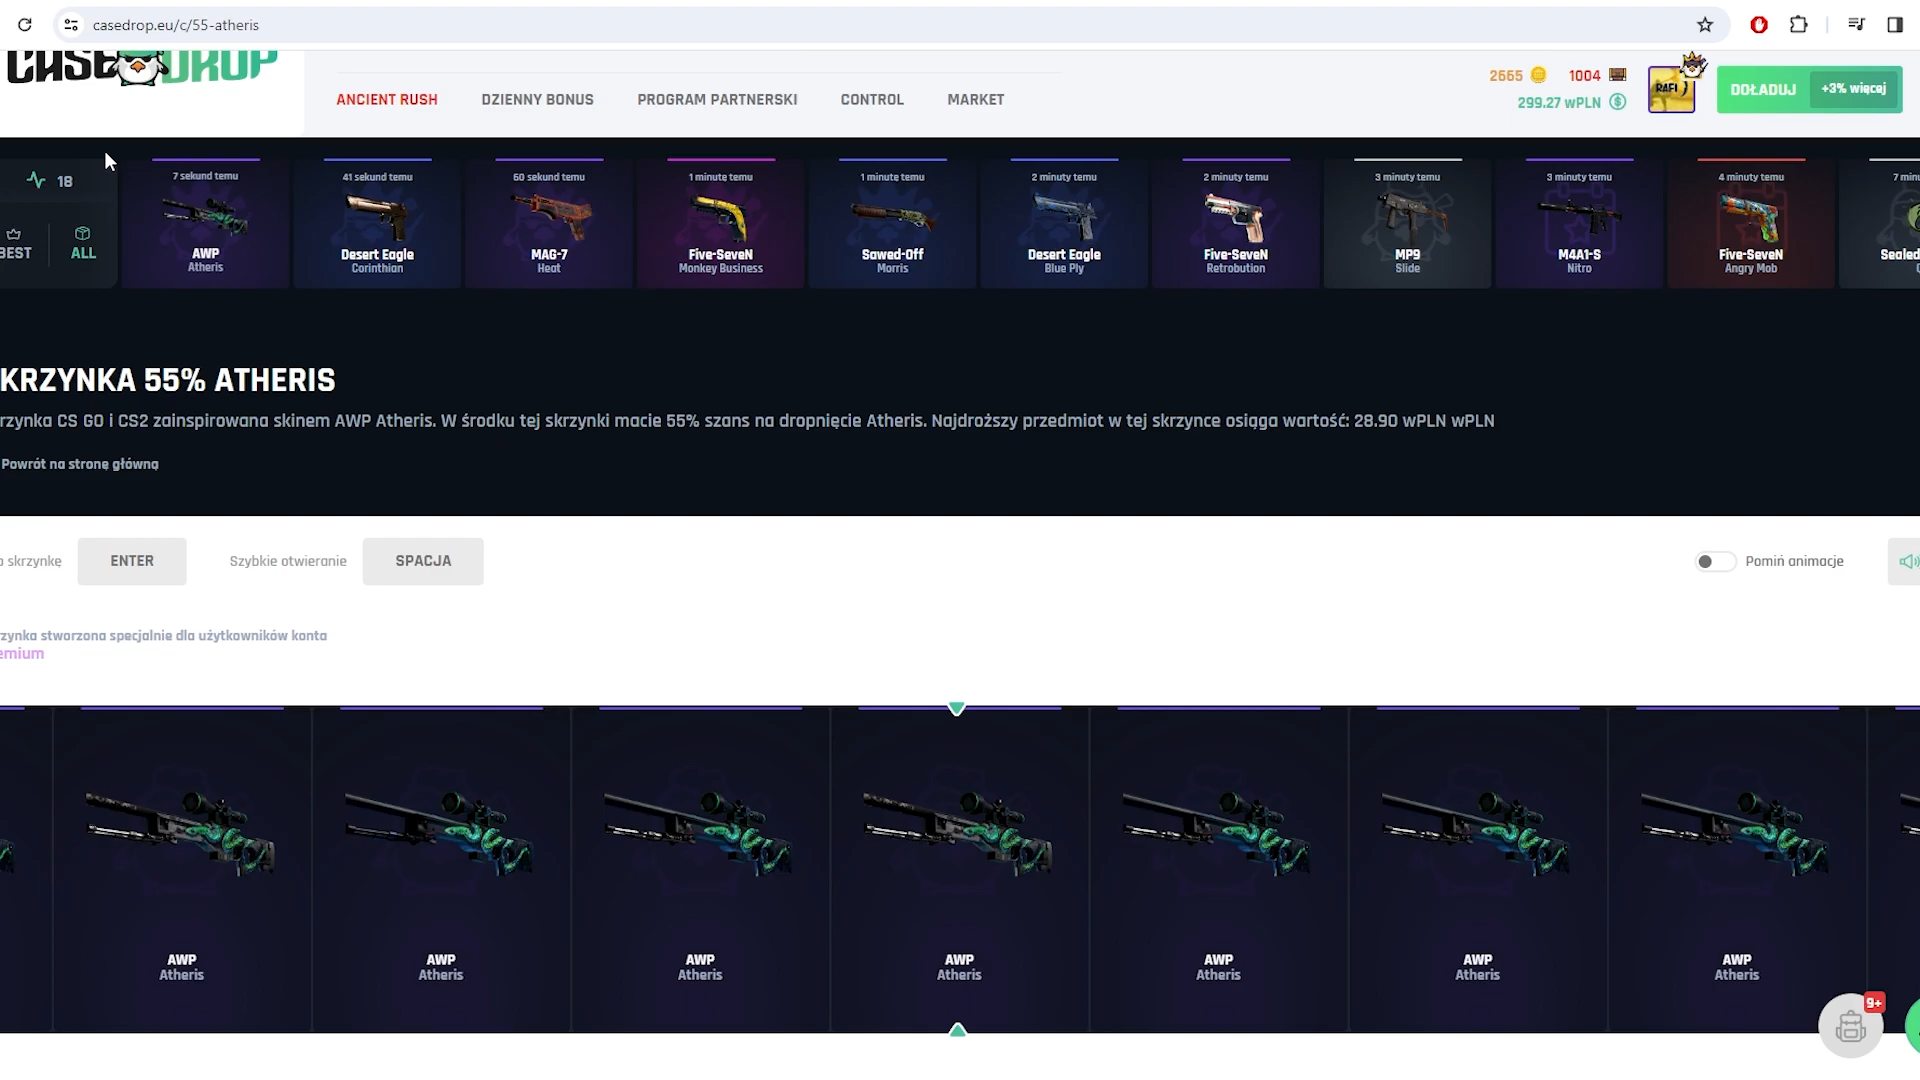 casedrop.eu/c/55-atheris
CASEDROP
ANCIENT RUSH
DZIENNY BONUS
PROGRAM PARTNERSKI
CONTROL
MARKET
2665
1004
299.27 wPLN
RAFI
DOŁADUJ
+3% więcej
18
BEST
ALL
7 sekund temu
AWP
Atheris
41 sekund temu
Desert Eagle
Corinthian
60 sekund temu
MAG-7
Heat
1 minutę temu
Five-SeveN
Monkey Business
1 minutę temu
Sawed-Off
Morris
2 minuty temu
Desert Eagle
Blue Ply
2 minuty temu
Five-SeveN
Retrobution
3 minuty temu
MP9
Slide
3 minuty temu
M4A1-S
Nitro
4 minuty temu
Five-SeveN
Angry Mob
7 minu
Sealed
KRZYNKA 55% ATHERIS
rzynka CS GO i CS2 zainspirowana skinem AWP Atheris. W środku tej skrzynki macie 55% szans na dropnięcie Atheris. Najdroższy przedmiot w tej skrzynce osiąga wartość: 28.90 wPLN wPLN
Powrót na stronę główną
skrzynkę
ENTER
Szybkie otwieranie
SPACJA
Pomiń animacje
zynka stworzona specjalnie dla użytkowników konta
emium
AWP
Atheris
AWP
Atheris
AWP
Atheris
AWP
Atheris
AWP
Atheris
AWP
Atheris
AWP
Atheris
9+